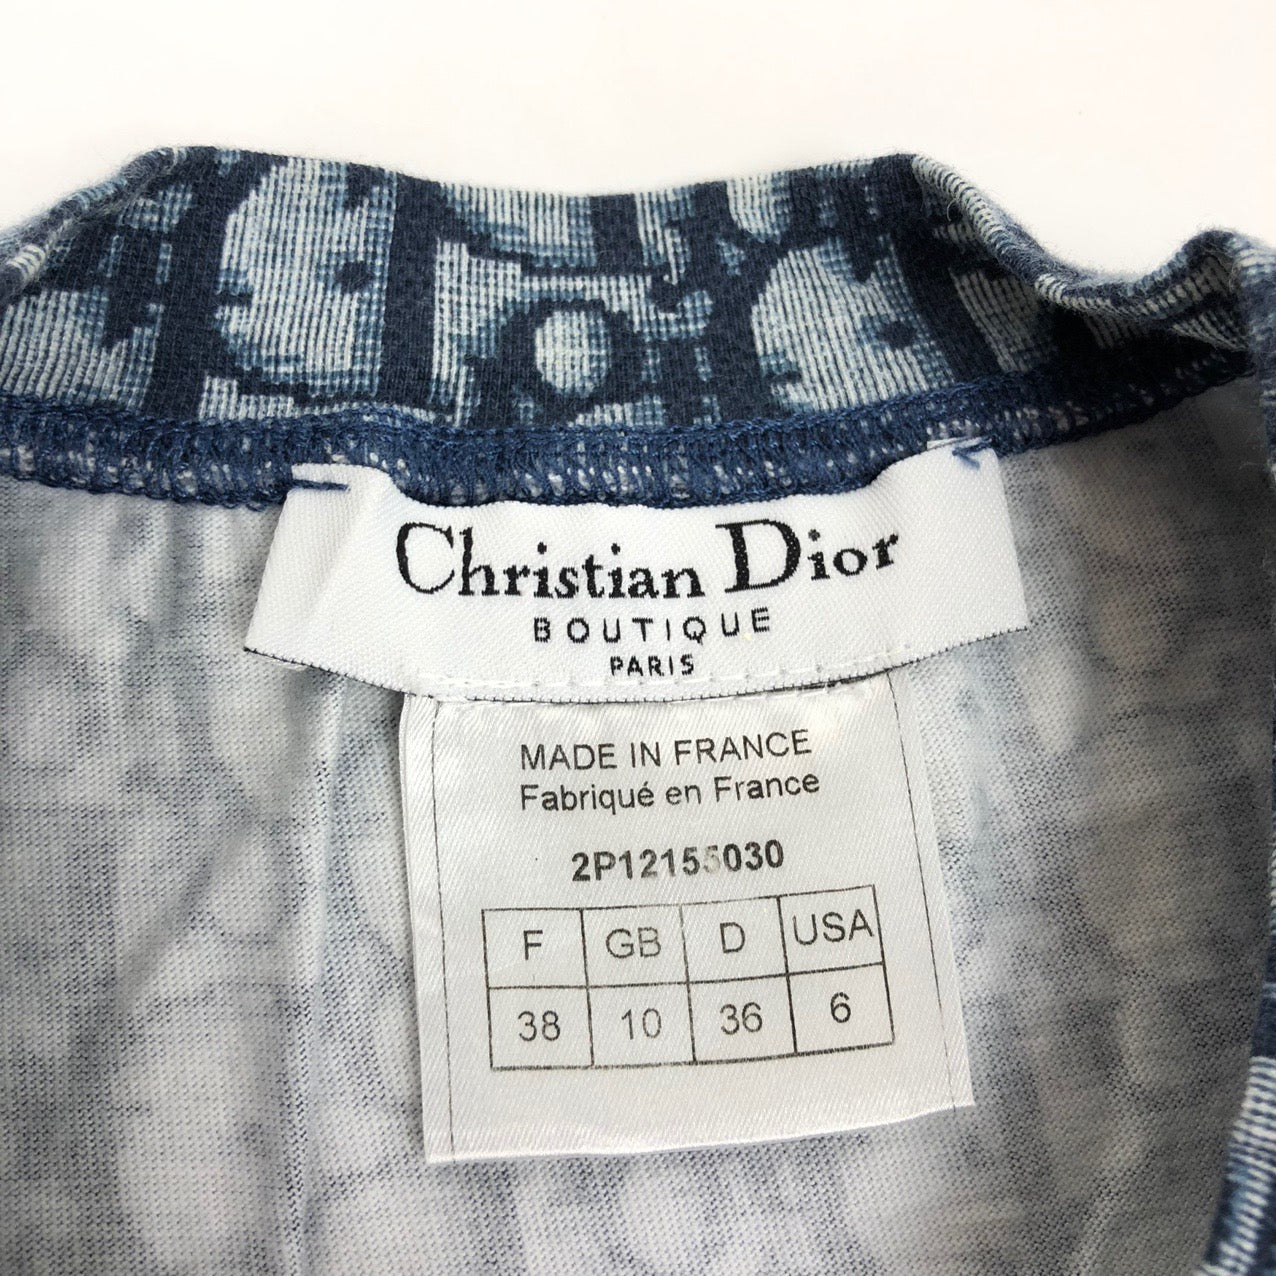 Christian Dior
BOUTIQUE
PARIS
MADE IN FRANCE
Fabriqué en France
2P12155030
F GB D USA
38 10 36 6